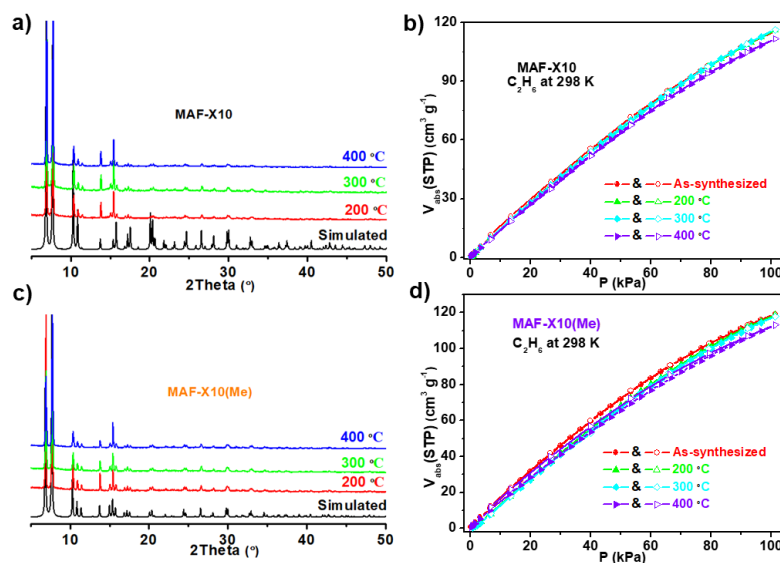 a)
MAF-X10
400 °C
300 °C
200 °C
Simulated
10 20 30 40 50
2Theta (°)
b)
120
90
60
30
0
V_abs(STP) (cm³ g⁻¹)
MAF-X10
C₂H₆ at 298 K
& As-synthesized
& 200 °C
& 300 °C
& 400 °C
0 20 40 60 80 100
P (kPa)
c)
MAF-X10(Me)
400 °C
300 °C
200 °C
Simulated
10 20 30 40 50
2Theta (°)
d)
120
100
80
60
40
20
0
V_abs(STP) (cm³ g⁻¹)
MAF-X10(Me)
C₂H₆ at 298 K
& As-synthesized
& 200 °C
& 300 °C
& 400 °C
0 20 40 60 80 100
P (kPa)